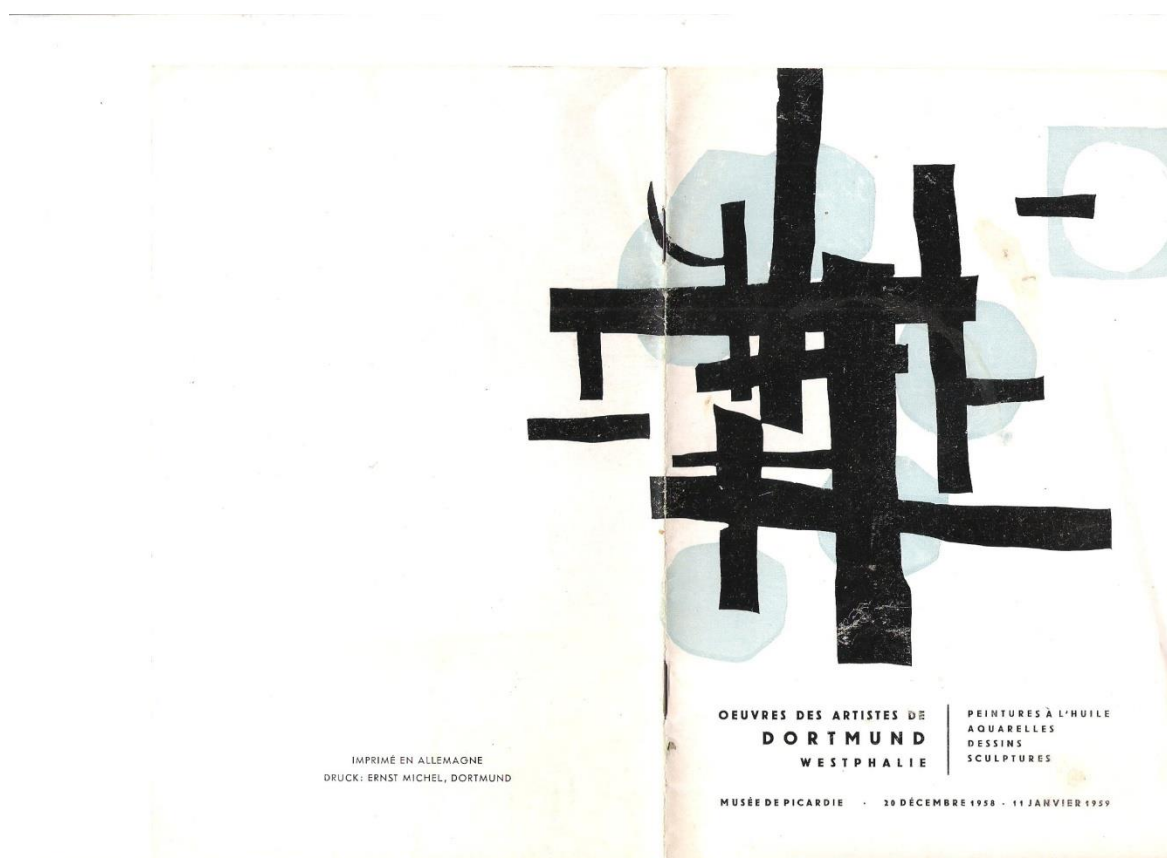 IMPRIMÉ EN ALLEMAGNE
DRUCK: ERNST MICHEL, DORTMUND
OEUVRES DES ARTISTES DE
DORTMUND
WESTPHALIE
PEINTURES À L'HUILE
AQUARELLES
DESSINS
SCULPTURES
MUSÉE DE PICARDIE · 20 DÉCEMBRE 1958 - 11 JANVIER 1959